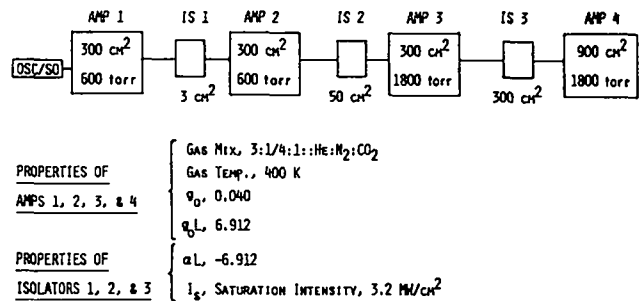 AMP 1 IS 1 AMP 2 IS 2 AMP 3 IS 3 AMP 4
300 CM² 300 CM² 300 CM² 900 CM²
OSC/SO 600 torr 600 torr 1800 torr 1800 torr
3 CM² 50 CM² 300 CM²
GAS MIX, 3:1/4:1::HE:N₂:CO₂
PROPERTIES OF GAS TEMP., 400 K
AMPS 1, 2, 3, & 4 g₀, 0.040
g₀L, 6.912
PROPERTIES OF αL, -6.912
ISOLATORS 1, 2, & 3 Iₛ, SATURATION INTENSITY, 3.2 MW/CM²